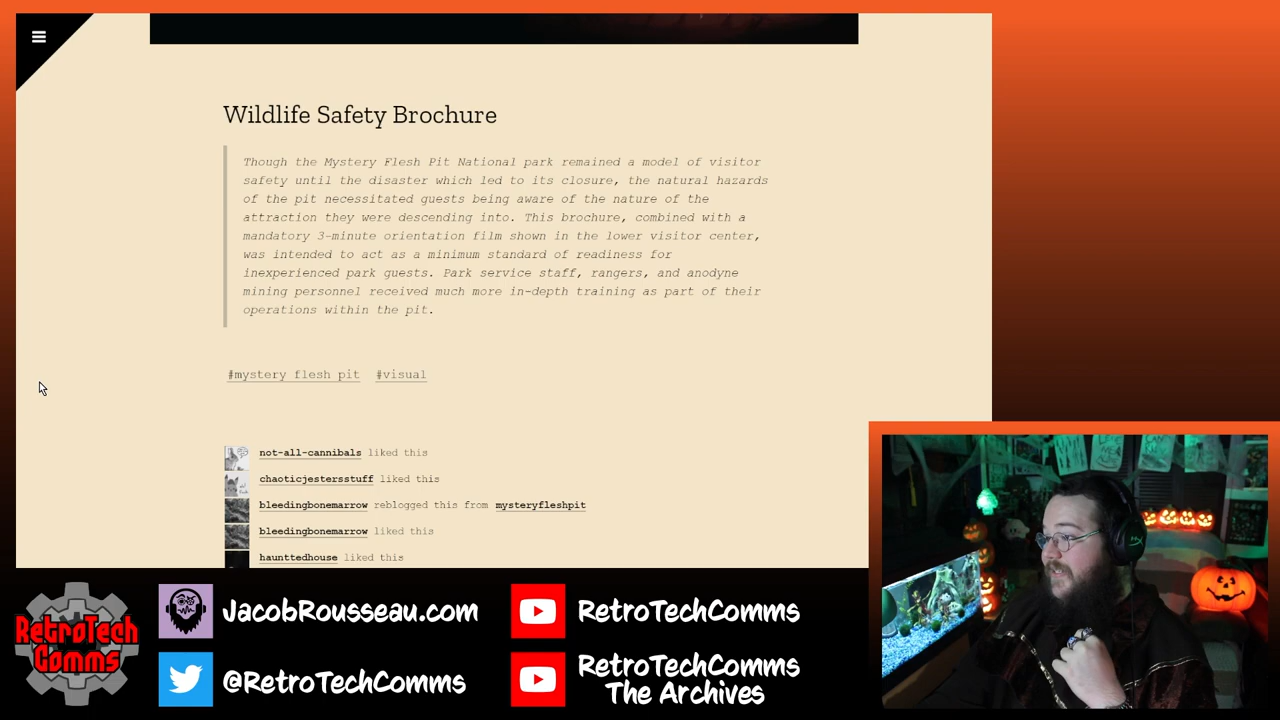 Wildlife Safety Brochure
Though the Mystery Flesh Pit National park remained a model of visitor
safety until the disaster which led to its closure, the natural hazards
of the pit necessitated guests being aware of the nature of the
attraction they were descending into. This brochure, combined with a
mandatory 3-minute orientation film shown in the lower visitor center,
was intended to act as a minimum standard of readiness for
inexperienced park guests. Park service staff, rangers, and anodyne
mining personnel received much more in-depth training as part of their
operations within the pit.
#mystery flesh pit #visual
not-all-cannibals liked this
chaoticjestersstuff liked this
bleedingbonemarrow reblogged this from mysteryfleshpit
bleedingbonemarrow liked this
haunttedhouse liked this
RetroTech
Comms
JacobRousseau.com
@RetroTechComms
RetroTechComms
RetroTechComms
The Archives